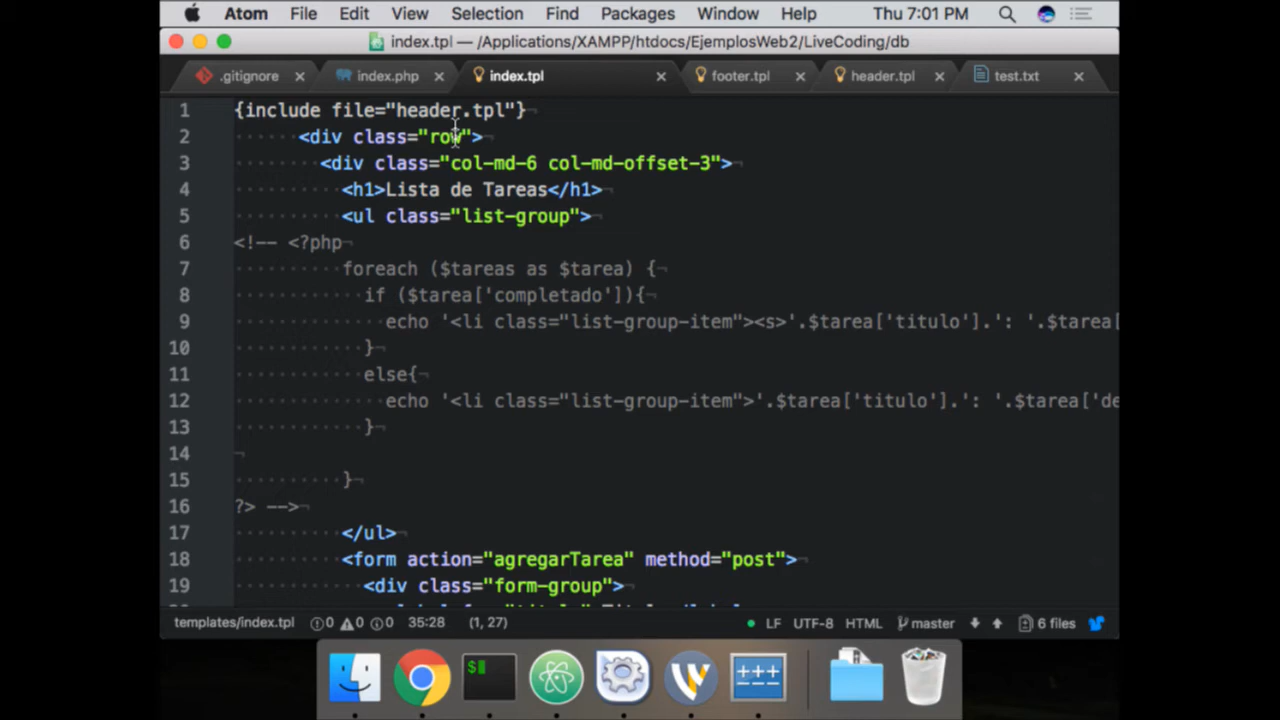 Atom File Edit View Selection Find Packages Window Help Thu 7:01 PM
index.tpl — /Applications/XAMPP/htdocs/EjemplosWeb2/LiveCoding/db
.gitignore index.php index.tpl footer.tpl header.tpl test.txt
1 {include file="header.tpl"}
2 <div class="row">
3 <div class="col-md-6 col-md-offset-3">
4 <h1>Lista de Tareas</h1>
5 <ul class="list-group">
6 <!-- <?php
7 foreach ($tareas as $tarea) {
8 if ($tarea['completado']){
9 echo '<li class="list-group-item"><s>'.$tarea['titulo'].': '.$tarea[
10 }
11 else{
12 echo '<li class="list-group-item">'.$tarea['titulo'].': '.$tarea['de
13 }
14
15 }
16 ?> -->
17 </ul>
18 <form action="agregarTarea" method="post">
19 <div class="form-group">
templates/index.tpl 0 0 0 35:28 (1, 27) LF UTF-8 HTML master 6 files